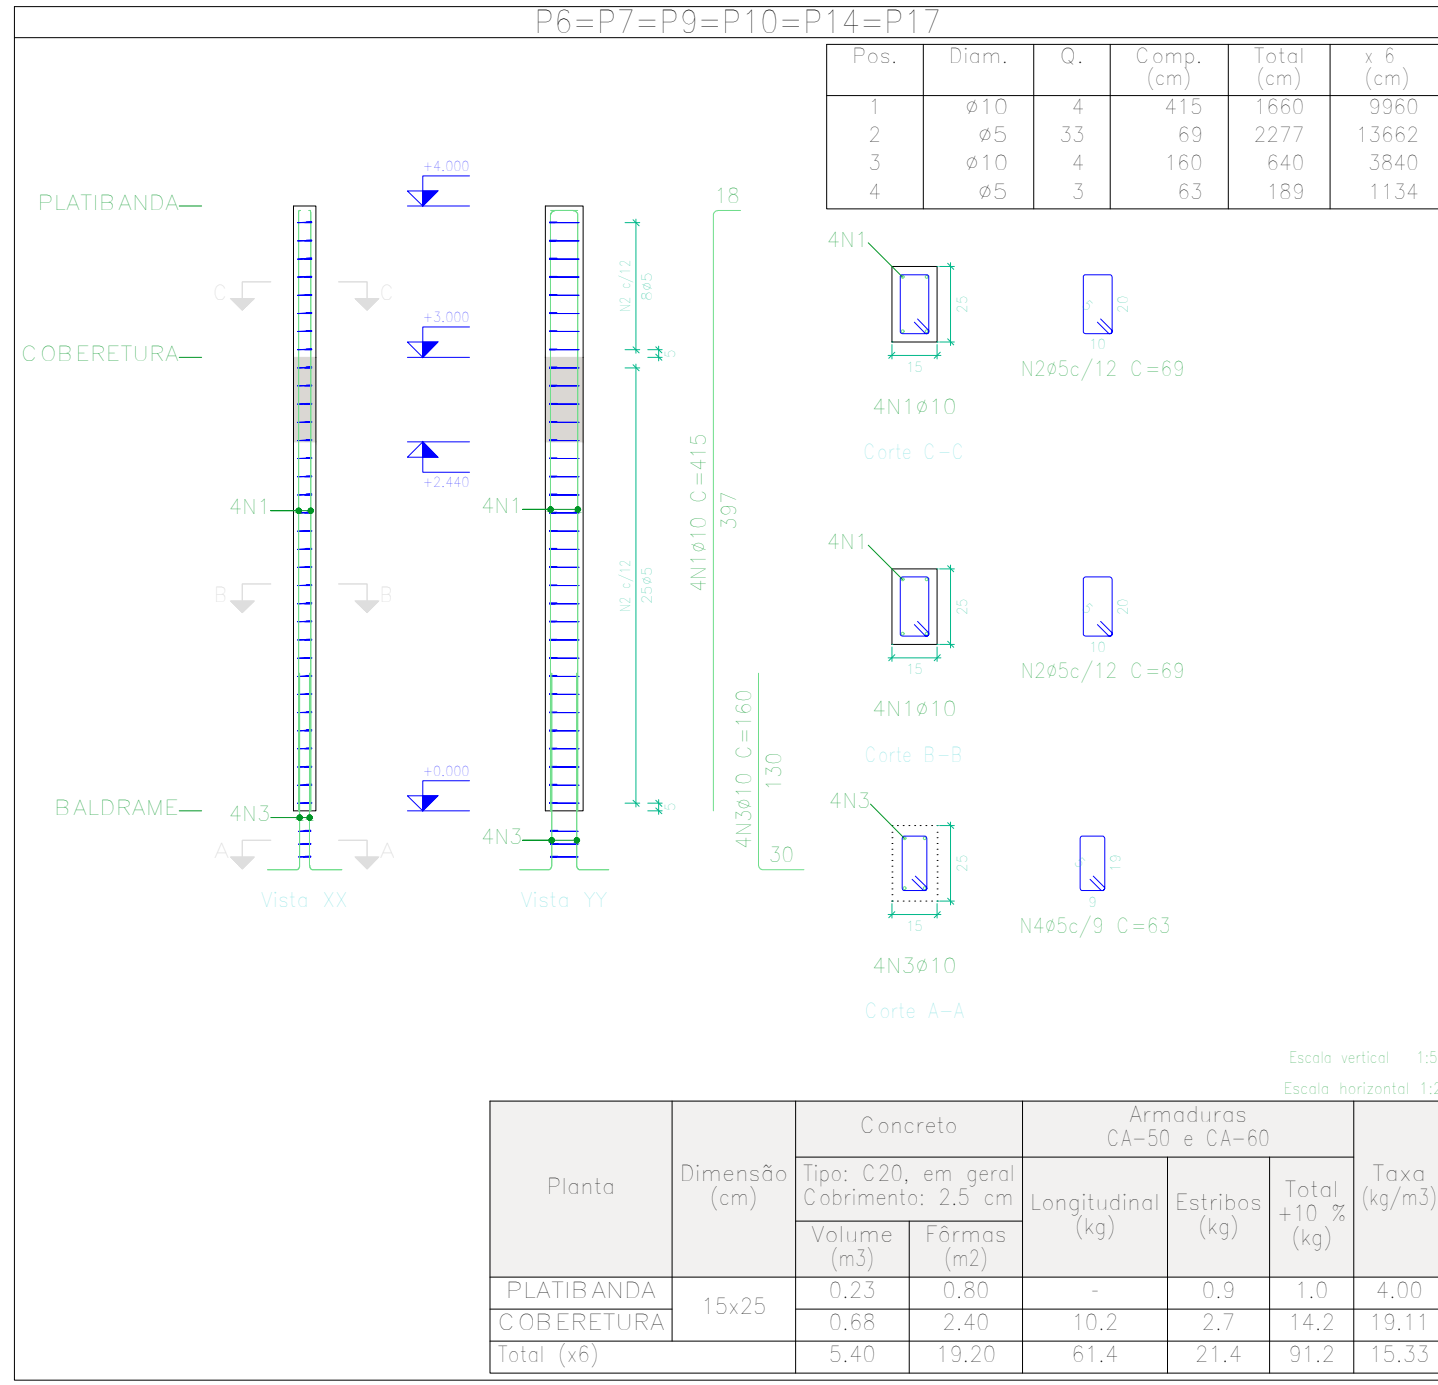 P6=P7=P9=P10=P14=P17
Pos. Diam. Q. Comp. (cm) Total (cm) x 6 (cm)
1 ø10 4 415 1660 9960
2 ø5 33 69 2277 13662
3 ø10 4 160 640 3840
4 ø5 3 63 189 1134
PLATIBANDA
COBERETURA
BALDRAME
+4.000
+3.000
+2.440
+0.000
C C
B B
A A
4N1
4N3
Vista XX
4N1
4N3
Vista YY
N2 c/12
8ø5
5
N2 c/12
25ø5
5
18
4N1ø10 C=415
397
4N3ø10 C=160
130
30
4N1
25
15
4N1ø10
Corte C-C
5
20
10
N2ø5c/12 C=69
4N1
25
15
4N1ø10
Corte B-B
5
20
10
N2ø5c/12 C=69
4N3
25
15
4N3ø10
Corte A-A
5
19
9
N4ø5c/9 C=63
Escala vertical 1:5
Escala horizontal 1:2
Planta
Dimensão
(cm)
Concreto
Tipo: C20, em geral
Cobrimento: 2.5 cm
Volume
(m3)
Fôrmas
(m2)
Armaduras
CA-50 e CA-60
Longitudinal
(kg)
Estribos
(kg)
Total
+10 %
(kg)
Taxa
(kg/m3)
PLATIBANDA 15x25 0.23 0.80 - 0.9 1.0 4.00
COBERETURA 0.68 2.40 10.2 2.7 14.2 19.11
Total (x6) 5.40 19.20 61.4 21.4 91.2 15.33